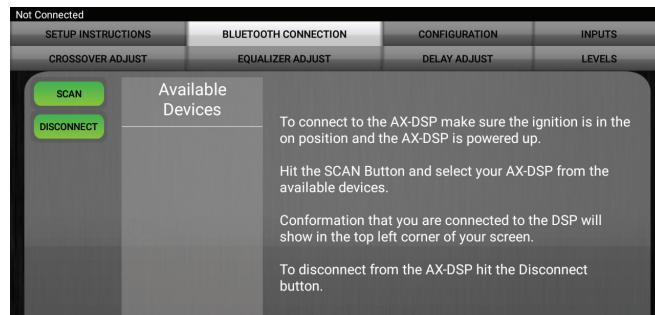 Not Connected
SETUP INSTRUCTIONS BLUETOOTH CONNECTION CONFIGURATION INPUTS
CROSSOVER ADJUST EQUALIZER ADJUST DELAY ADJUST LEVELS
SCAN
DISCONNECT
Available
Devices
To connect to the AX-DSP make sure the ignition is in the
on position and the AX-DSP is powered up.
Hit the SCAN Button and select your AX-DSP from the
available devices.
Conformation that you are connected to the DSP will
show in the top left corner of your screen.
To disconnect from the AX-DSP hit the Disconnect
button.